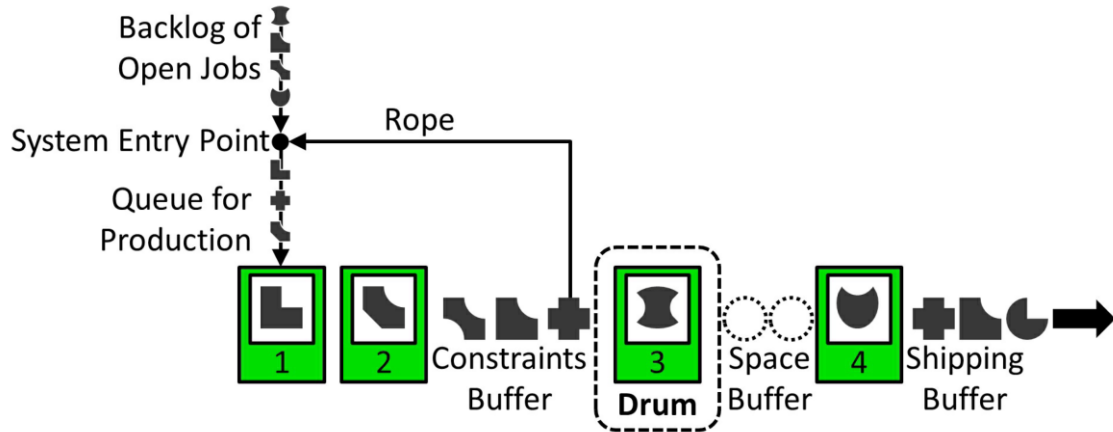 Backlog of
Open Jobs
Rope
System Entry Point
Queue for
Production
1
2
3
4
Constraints
Buffer
Drum
Space
Buffer
Shipping
Buffer